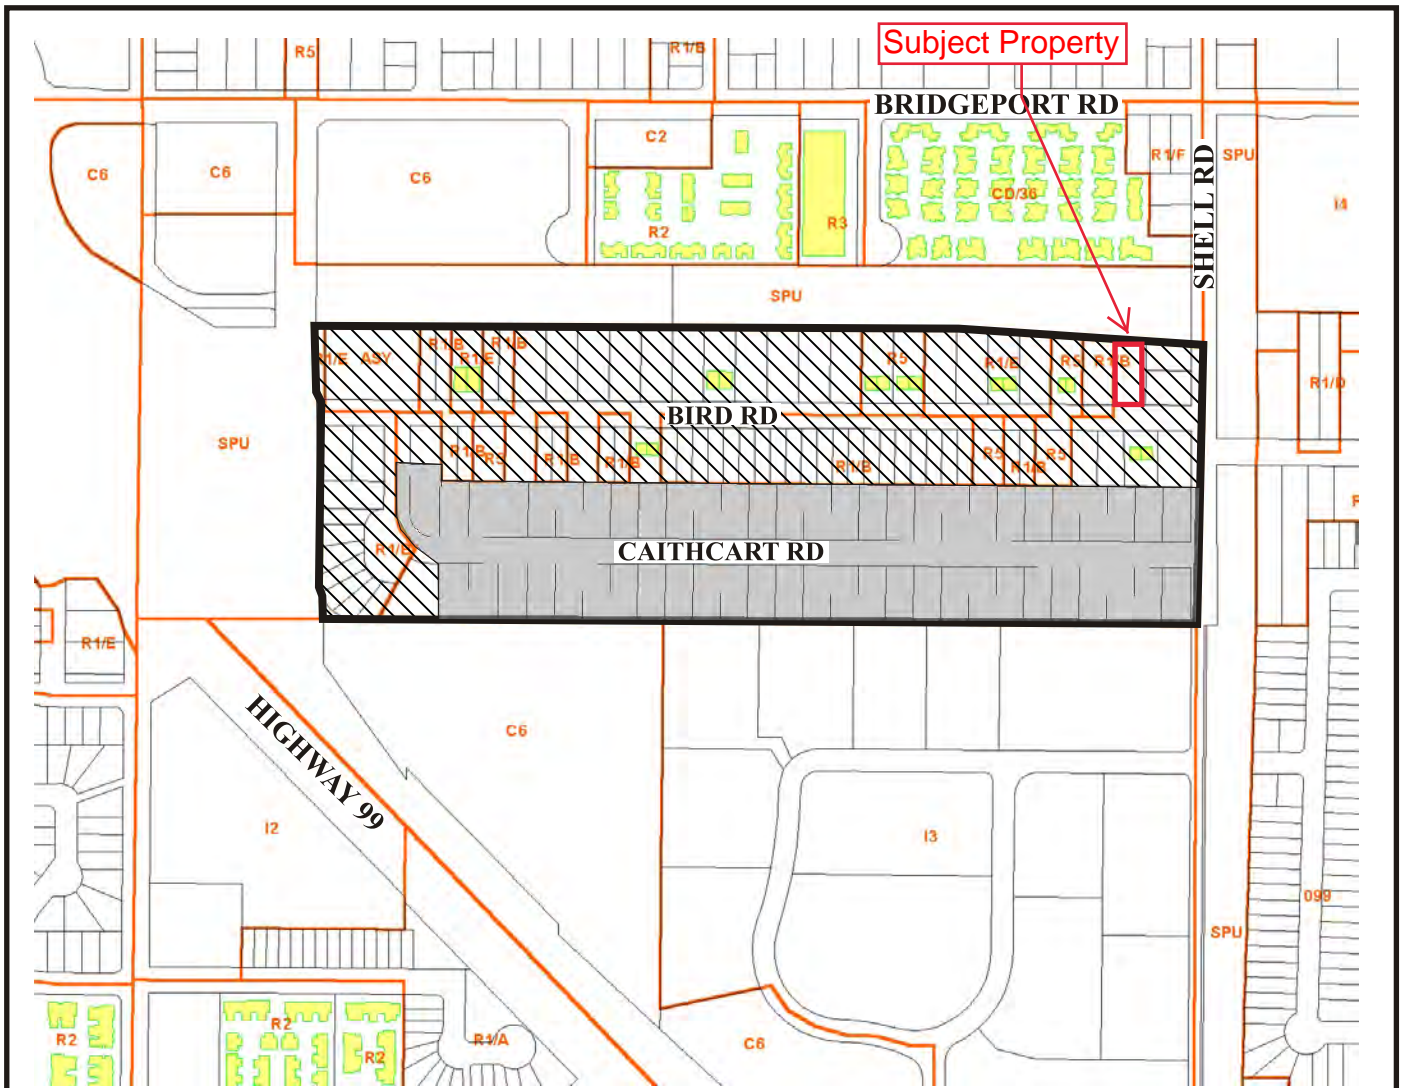 Subject Property
R5
R1/B
BRIDGEPORT RD
C6
C6
C6
C2
R2
R3
CD/36
R1/F
SHELL RD
SPU
I4
SPU
R1/E
ASY
R1/B
R1/E
R1/B
R5
R1/E
R5
R1/B
R1/D
BIRD RD
SPU
R1/B
R5
R1/B
R1/B
R1/B
R5
R1/B
R5
R1/E
CAITHCART RD
R1/E
HIGHWAY 99
C6
I2
I3
099
SPU
R2
R2
R2
R1/A
C6